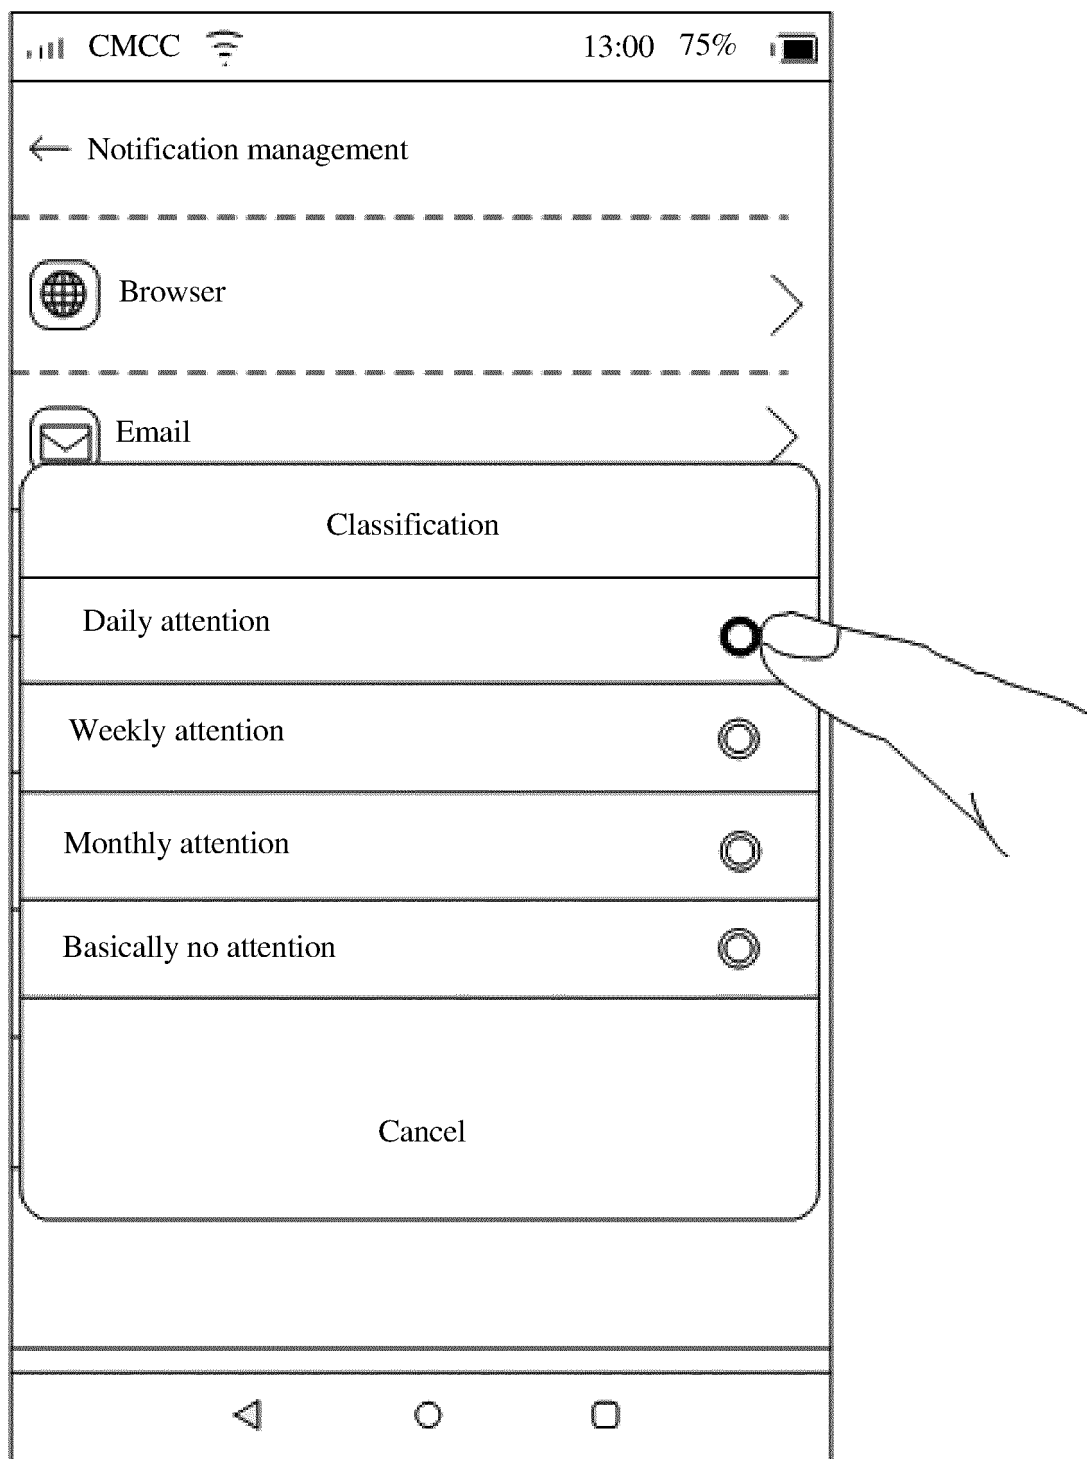 CMCC 13:00 75%
Notification management
Browser
Email
Classification
Daily attention
Weekly attention
Monthly attention
Basically no attention
Cancel